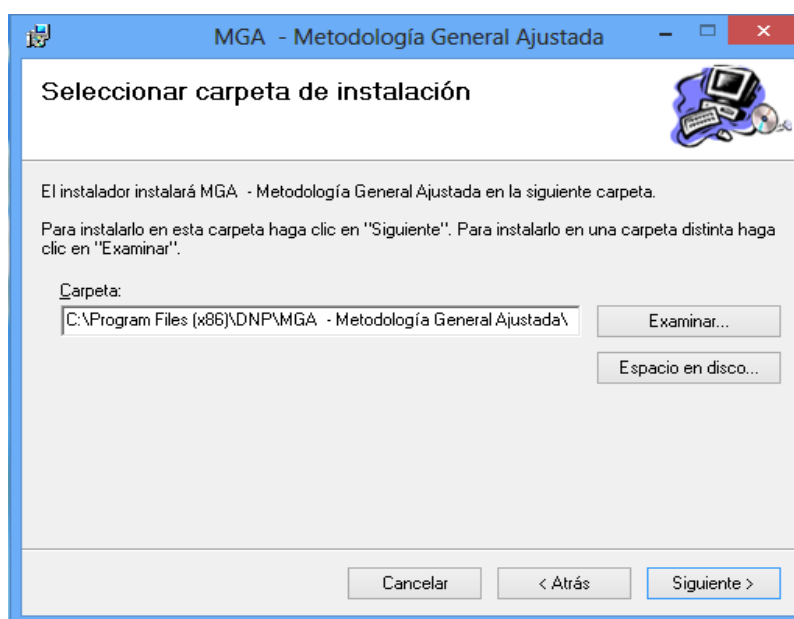 MGA  - Metodología General Ajustada
Seleccionar carpeta de instalación
El instalador instalará MGA  - Metodología General Ajustada en la siguiente carpeta.
Para instalarlo en esta carpeta haga clic en "Siguiente". Para instalarlo en una carpeta distinta haga
clic en "Examinar".
Carpeta:
C:\Program Files (x86)\DNP\MGA  - Metodología General Ajustada\
Examinar...
Espacio en disco...
Cancelar
< Atrás
Siguiente >